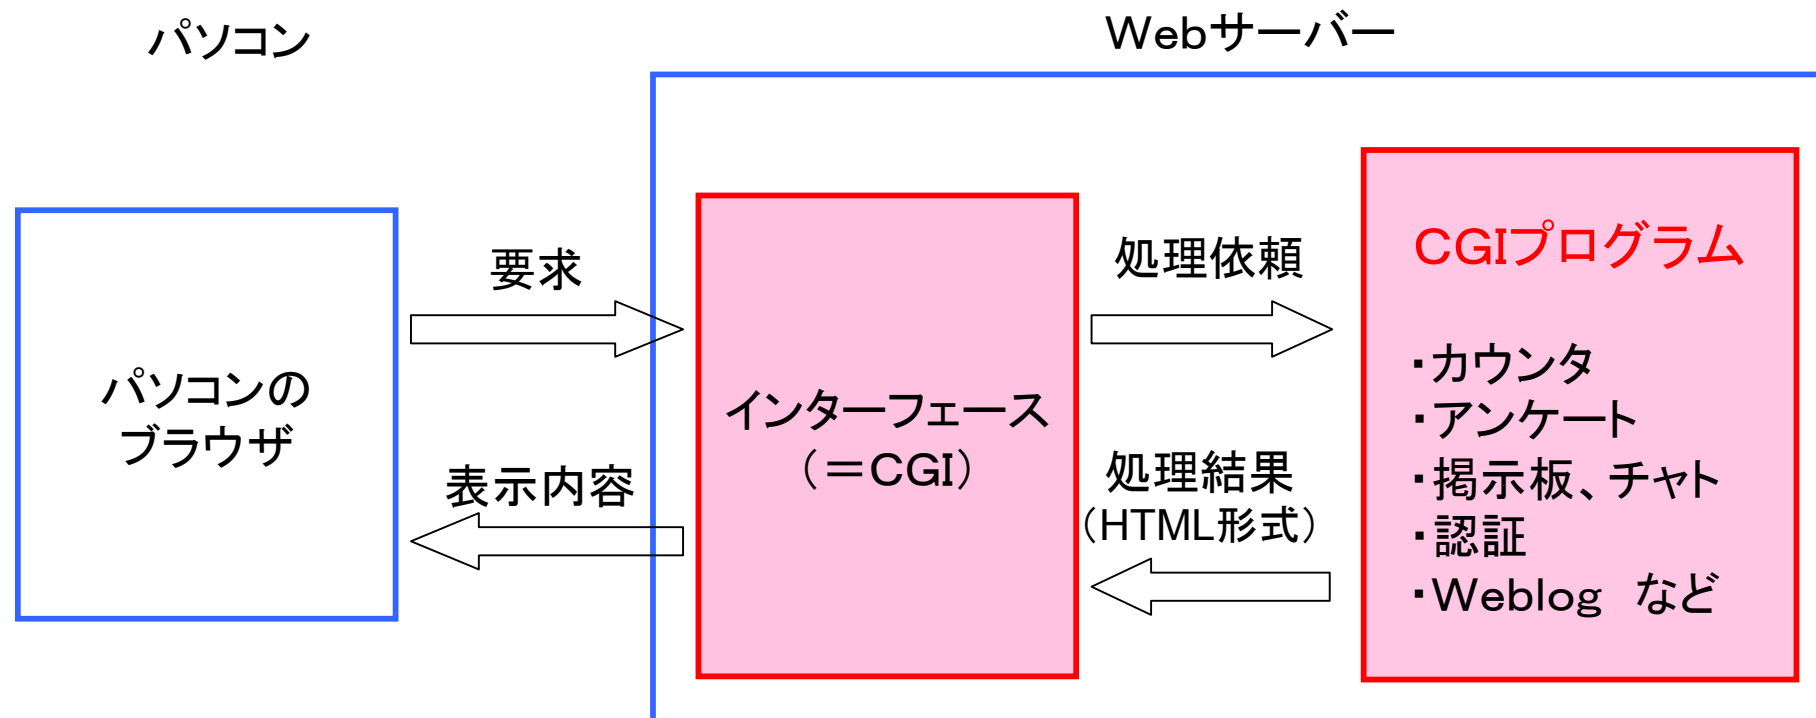 パソコン
Webサーバー
パソコンの
ブラウザ
要求
表示内容
インターフェース
（＝CGI）
処理依頼
処理結果
（HTML形式）
CGIプログラム
・カウンタ
・アンケート
・掲示板、チャット
・認証
・Weblog　など